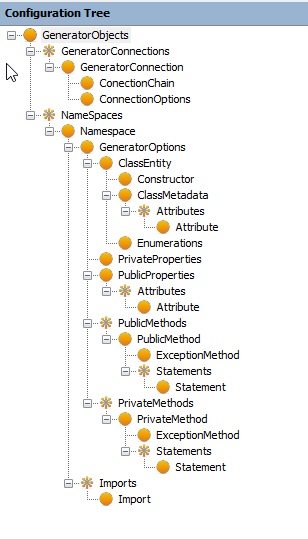 Configuration Tree
GeneratorObjects
GeneratorConnections
GeneratorConnection
ConectionChain
ConnectionOptions
NameSpaces
Namespace
GeneratorOptions
ClassEntity
Constructor
ClassMetadata
Attributes
Attribute
Enumerations
PrivateProperties
PublicProperties
Attributes
Attribute
PublicMethods
PublicMethod
ExceptionMethod
Statements
Statement
PrivateMethods
PrivateMethod
ExceptionMethod
Statements
Statement
Imports
Import